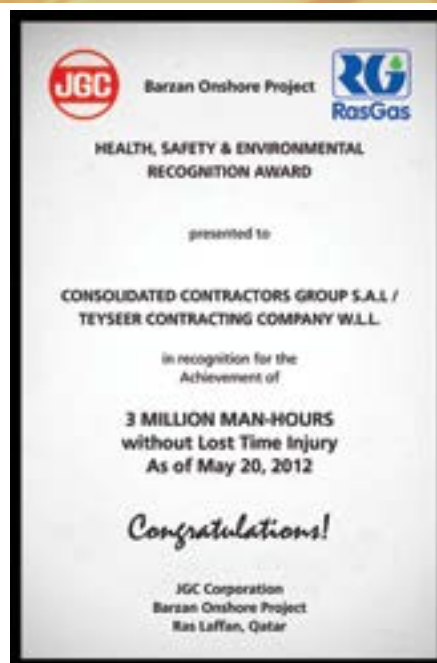 JGC
Barzan Onshore Project
RG
RasGas
HEALTH, SAFETY & ENVIRONMENTAL
RECOGNITION AWARD
presented to
CONSOLIDATED CONTRACTORS GROUP S.A.L /
TEYSEER CONTRACTING COMPANY W.L.L.
in recognition for the
Achievement of
3 MILLION MAN-HOURS
without Lost Time Injury
As of May 20, 2012
Congratulations!
JGC Corporation
Barzan Onshore Project
Ras Laffan, Qatar